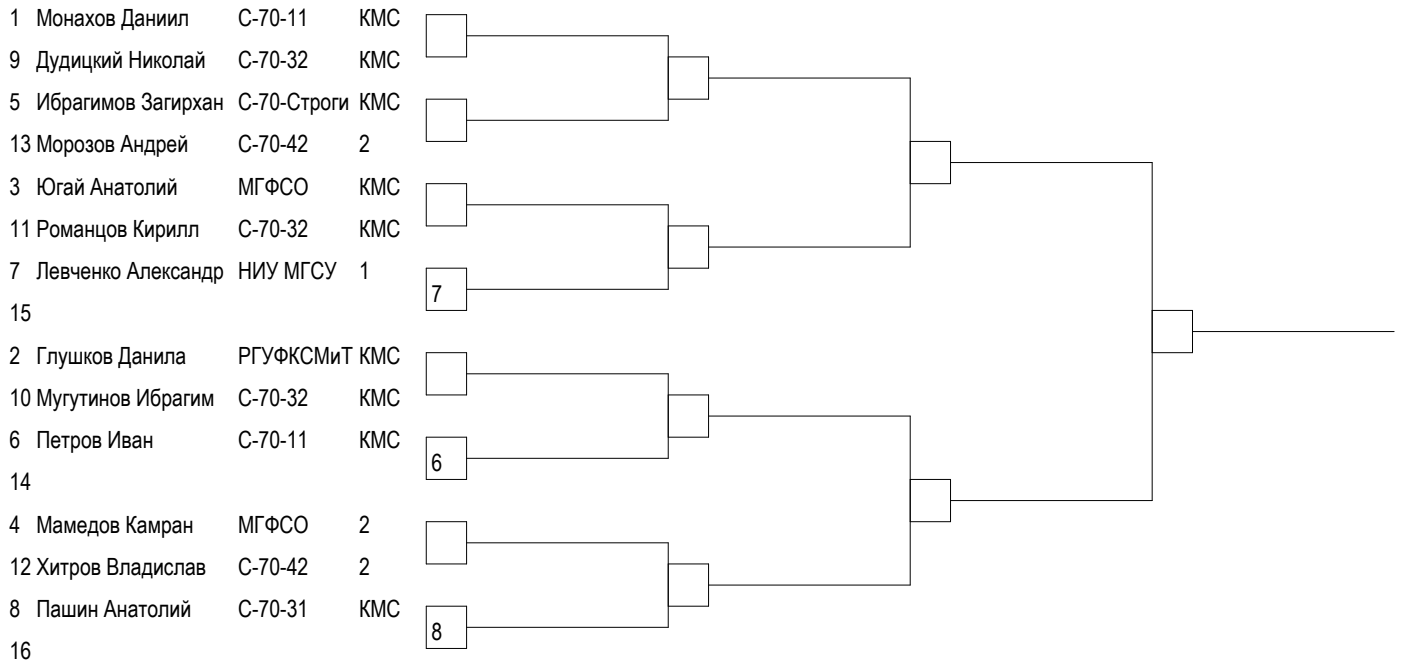 1 Монахов Даниил С-70-11 КМС
9 Дудицкий Николай С-70-32 КМС
5 Ибрагимов Загирхан С-70-Строги КМС
13 Морозов Андрей С-70-42 2
3 Югай Анатолий МГФСО КМС
11 Романцов Кирилл С-70-32 КМС
7 Левченко Александр НИУ МГСУ 1
7
15
2 Глушков Данила РГУФКСМиТ КМС
10 Мугутинов Ибрагим С-70-32 КМС
6 Петров Иван С-70-11 КМС
6
14
4 Мамедов Камран МГФСО 2
12 Хитров Владислав С-70-42 2
8 Пашин Анатолий С-70-31 КМС
8
16